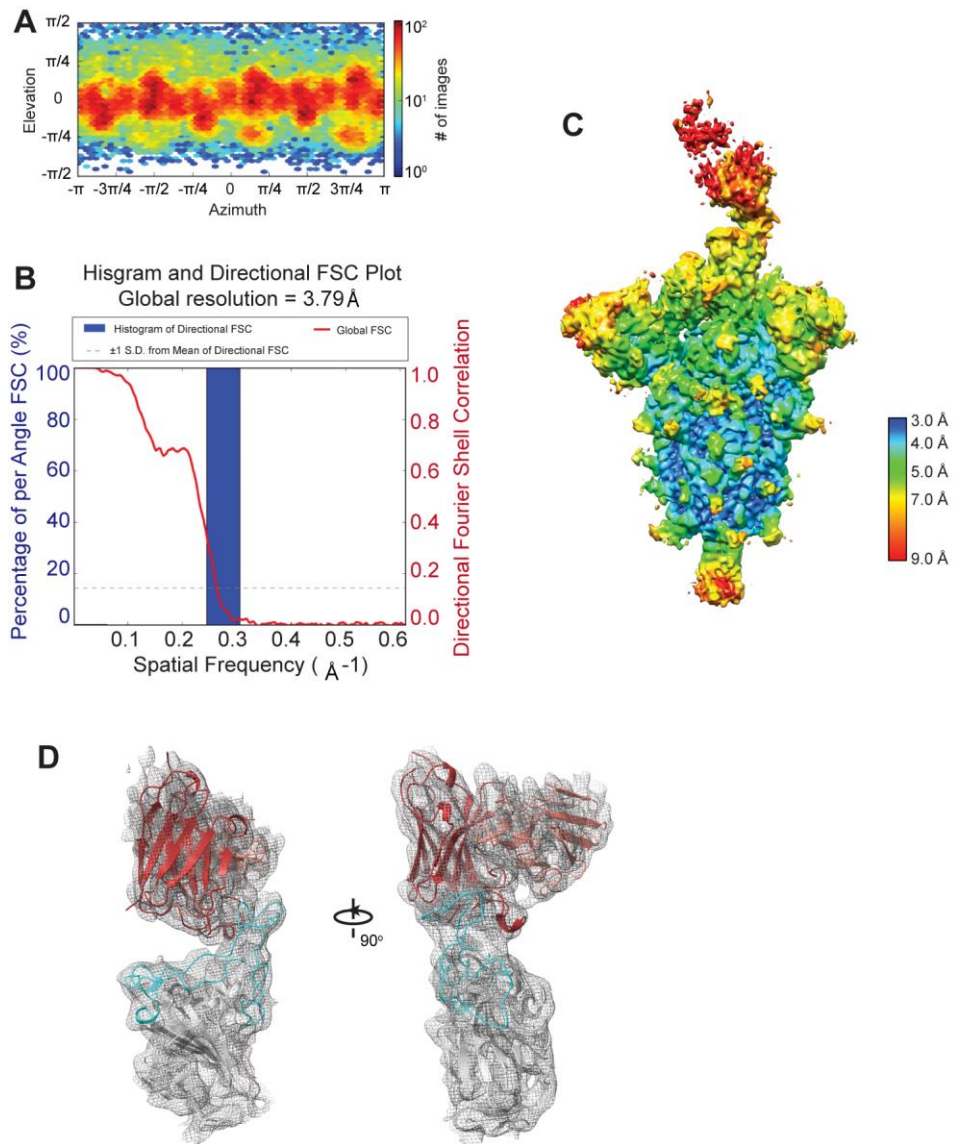 A
Elevation
π/2
π/4
0
-π/4
-π/2
-π -3π/4 -π/2 -π/4 0 π/4 π/2 3π/4 π
Azimuth
10²
10¹
10⁰
# of images
B
Hisgram and Directional FSC Plot
Global resolution = 3.79Å
Histogram of Directional FSC
Global FSC
±1 S.D. from Mean of Directional FSC
Percentage of per Angle FSC (%)
100
80
60
40
20
0
1.0
0.8
0.6
0.4
0.2
0.0
Directional Fourier Shell Correlation
0.1 0.2 0.3 0.4 0.5 0.6
Spatial Frequency ( Å-1)
C
3.0 Å
4.0 Å
5.0 Å
7.0 Å
9.0 Å
D
90°